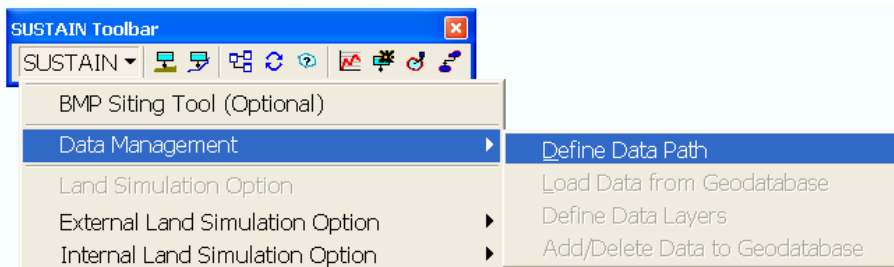 SUSTAIN Toolbar
SUSTAIN
BMP Siting Tool (Optional)
Data Management
Define Data Path
Land Simulation Option
Load Data from Geodatabase
External Land Simulation Option
Define Data Layers
Internal Land Simulation Option
Add/Delete Data to Geodatabase